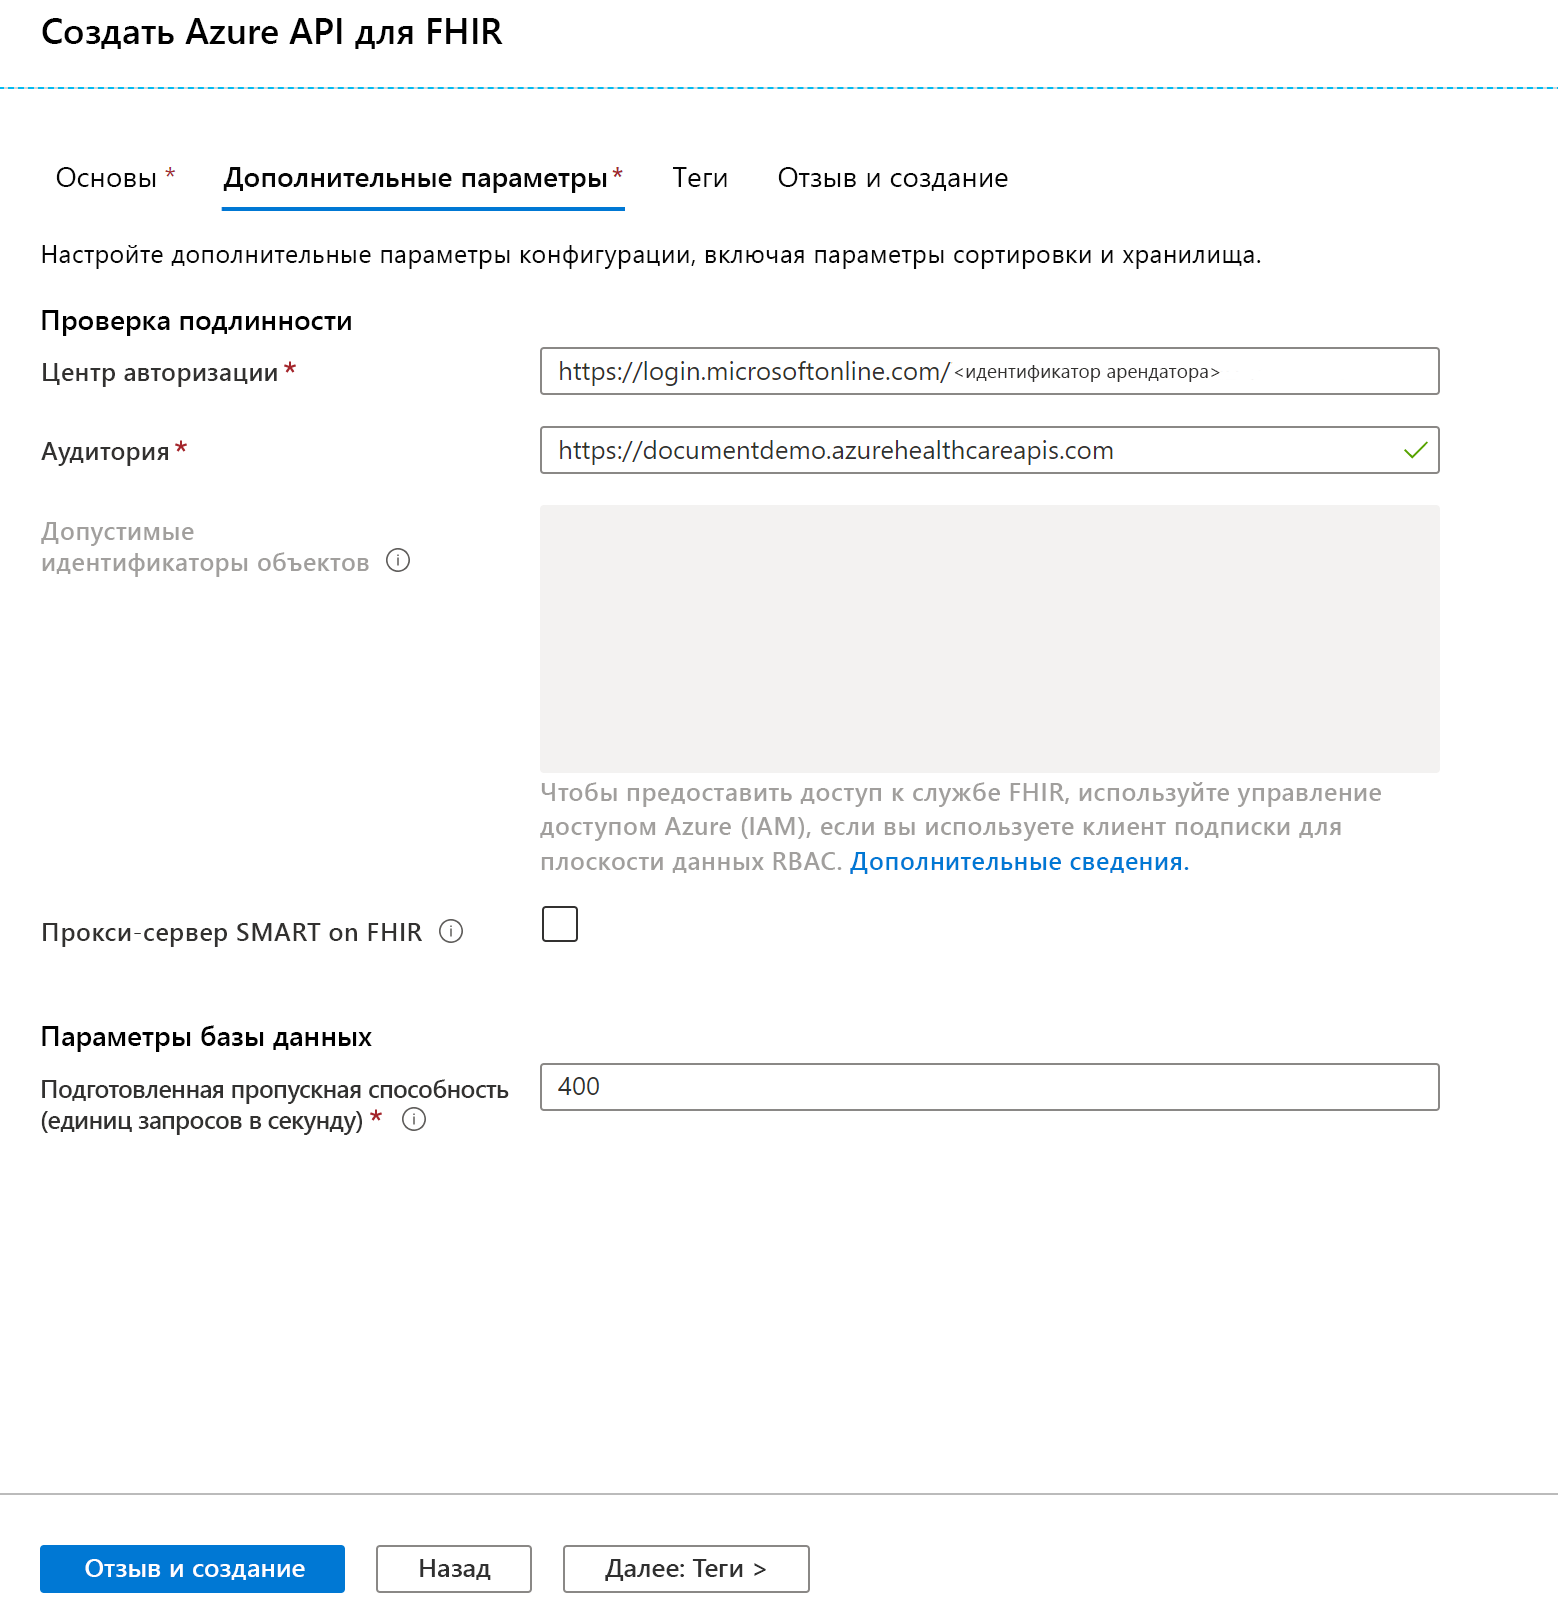 Создать Azure API для FHIR
Основы * Дополнительные параметры* Теги Отзыв и создание
Настройте дополнительные параметры конфигурации, включая параметры сортировки и хранилища.
Проверка подлинности
Центр авторизации * https://login.microsoftonline.com/<идентификатор арендатора>
Аудитория * https://documentdemo.azurehealthcareapis.com
Допустимые
идентификаторы объектов
Чтобы предоставить доступ к службе FHIR, используйте управление
доступом Azure (IAM), если вы используете клиент подписки для
плоскости данных RBAC. Дополнительные сведения.
Прокси-сервер SMART on FHIR
Параметры базы данных
Подготовленная пропускная способность
(единиц запросов в секунду) *
400
Отзыв и создание Назад Далее: Теги >